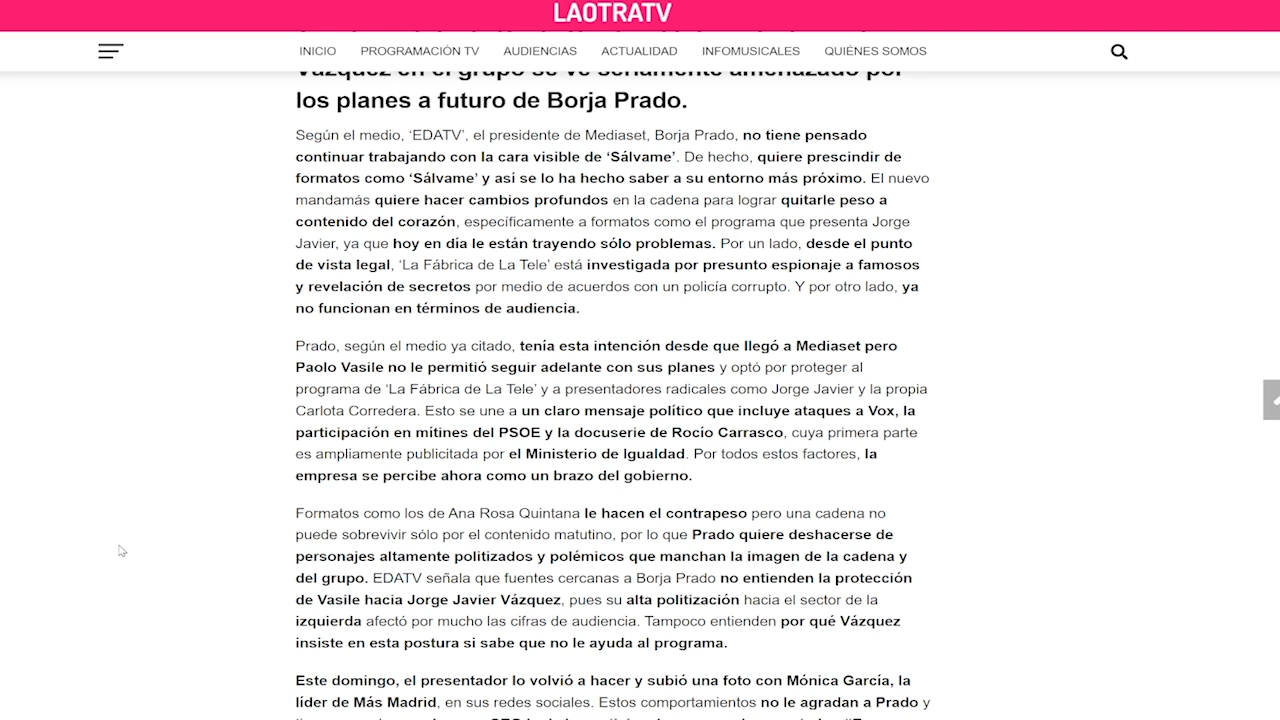 LAOTRATV
INICIO PROGRAMACIÓN TV AUDIENCIAS ACTUALIDAD INFOMUSICALES QUIÉNES SOMOS
Vázquez en el grupo se ve seriamente amenazado por
los planes a futuro de Borja Prado.
Según el medio, ‘EDATV’, el presidente de Mediaset, Borja Prado, no tiene pensado
continuar trabajando con la cara visible de ‘Sálvame’. De hecho, quiere prescindir de
formatos como ‘Sálvame’ y así se lo ha hecho saber a su entorno más próximo. El nuevo
mandamás quiere hacer cambios profundos en la cadena para lograr quitarle peso a
contenido del corazón, específicamente a formatos como el programa que presenta Jorge
Javier, ya que hoy en día le están trayendo sólo problemas. Por un lado, desde el punto
de vista legal, ‘La Fábrica de La Tele’ está investigada por presunto espionaje a famosos
y revelación de secretos por medio de acuerdos con un policía corrupto. Y por otro lado, ya
no funcionan en términos de audiencia.
Prado, según el medio ya citado, tenía esta intención desde que llegó a Mediaset pero
Paolo Vasile no le permitió seguir adelante con sus planes y optó por proteger al
programa de ‘La Fábrica de La Tele’ y a presentadores radicales como Jorge Javier y la propia
Carlota Corredera. Esto se une a un claro mensaje político que incluye ataques a Vox, la
participación en mítines del PSOE y la docuserie de Rocío Carrasco, cuya primera parte
es ampliamente publicitada por el Ministerio de Igualdad. Por todos estos factores, la
empresa se percibe ahora como un brazo del gobierno.
Formatos como los de Ana Rosa Quintana le hacen el contrapeso pero una cadena no
puede sobrevivir sólo por el contenido matutino, por lo que Prado quiere deshacerse de
personajes altamente politizados y polémicos que manchan la imagen de la cadena y
del grupo. EDATV señala que fuentes cercanas a Borja Prado no entienden la protección
de Vasile hacia Jorge Javier Vázquez, pues su alta politización hacia el sector de la
izquierda afectó por mucho las cifras de audiencia. Tampoco entienden por qué Vázquez
insiste en esta postura si sabe que no le ayuda al programa.
Este domingo, el presentador lo volvió a hacer y subió una foto con Mónica García, la
líder de Más Madrid, en sus redes sociales. Estos comportamientos no le agradan a Prado y